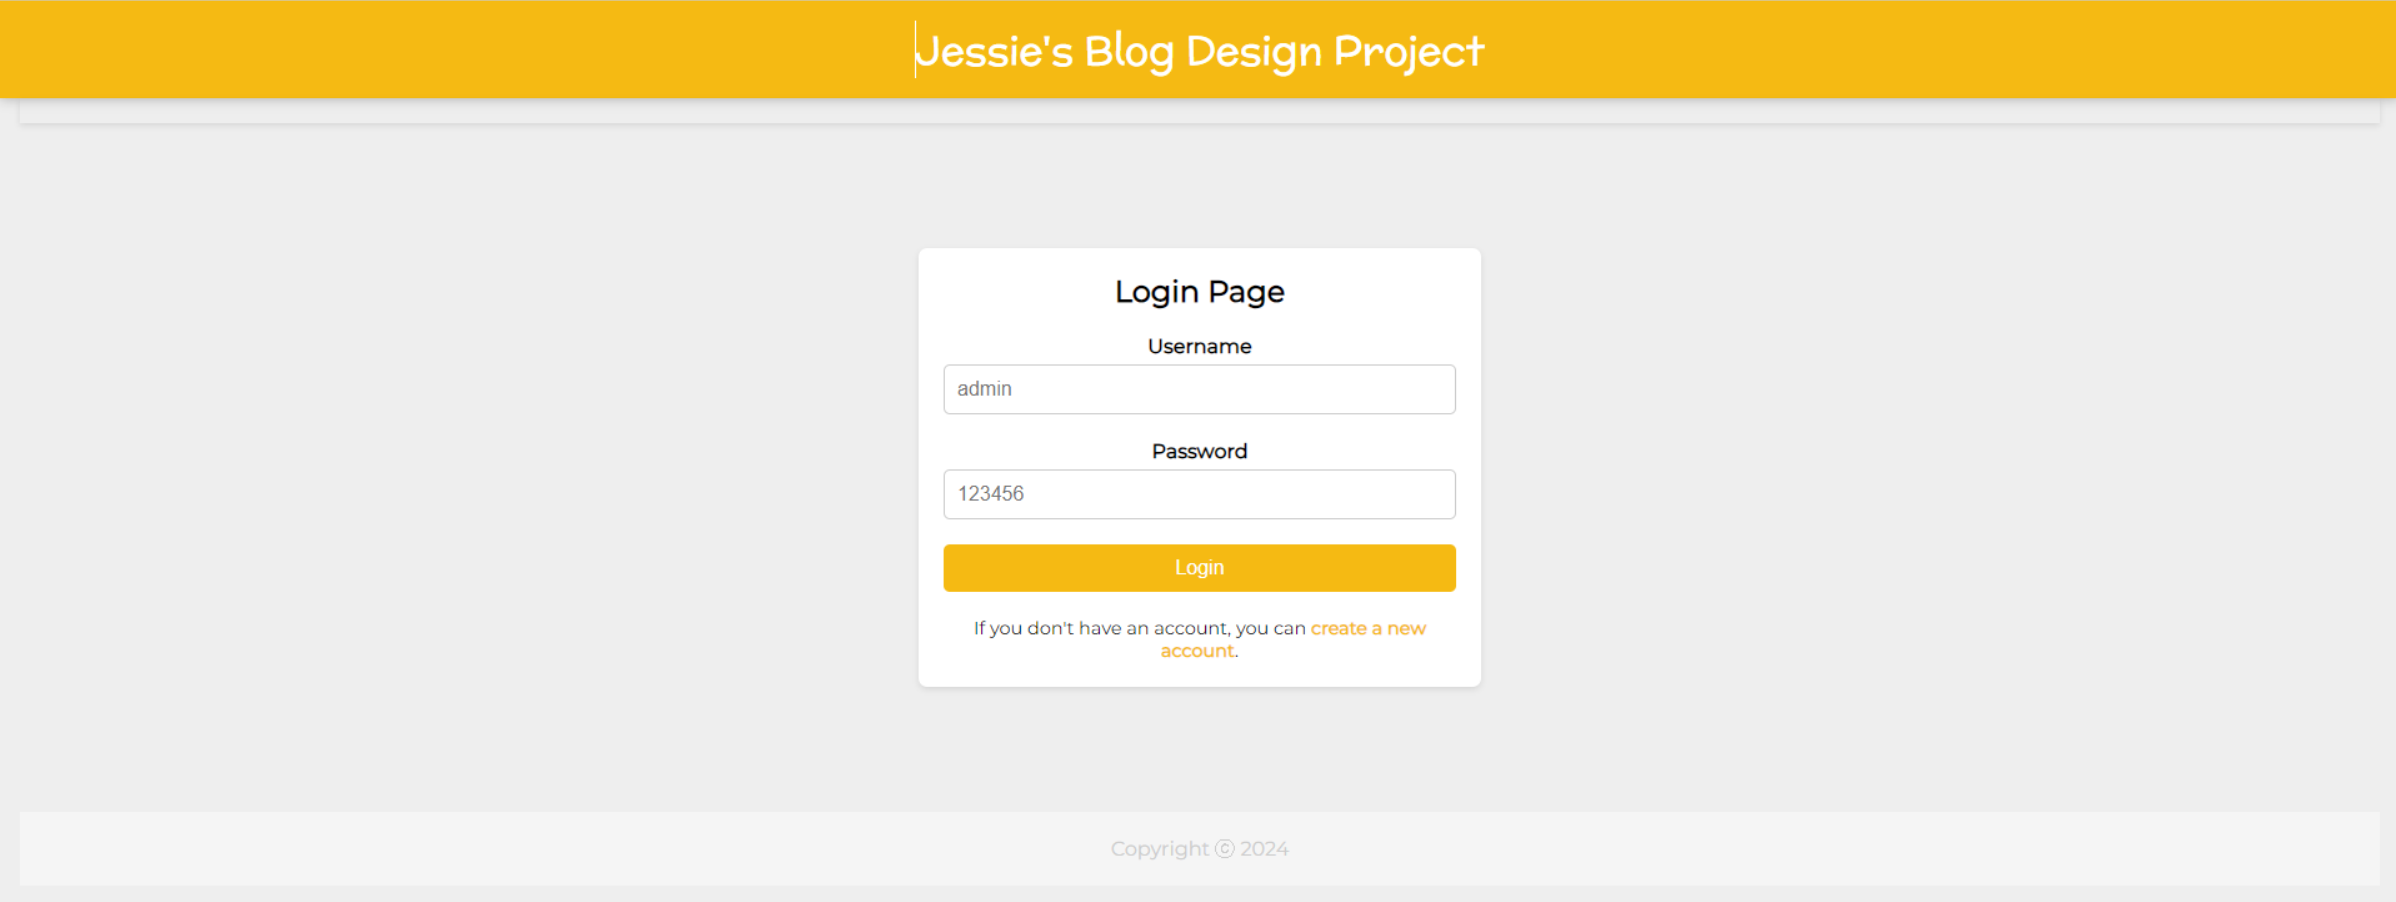 Jessie's Blog Design Project
Login Page
Username
admin
Password
123456
Login
If you don't have an account, you can create a new
account.
Copyright ⓒ 2024